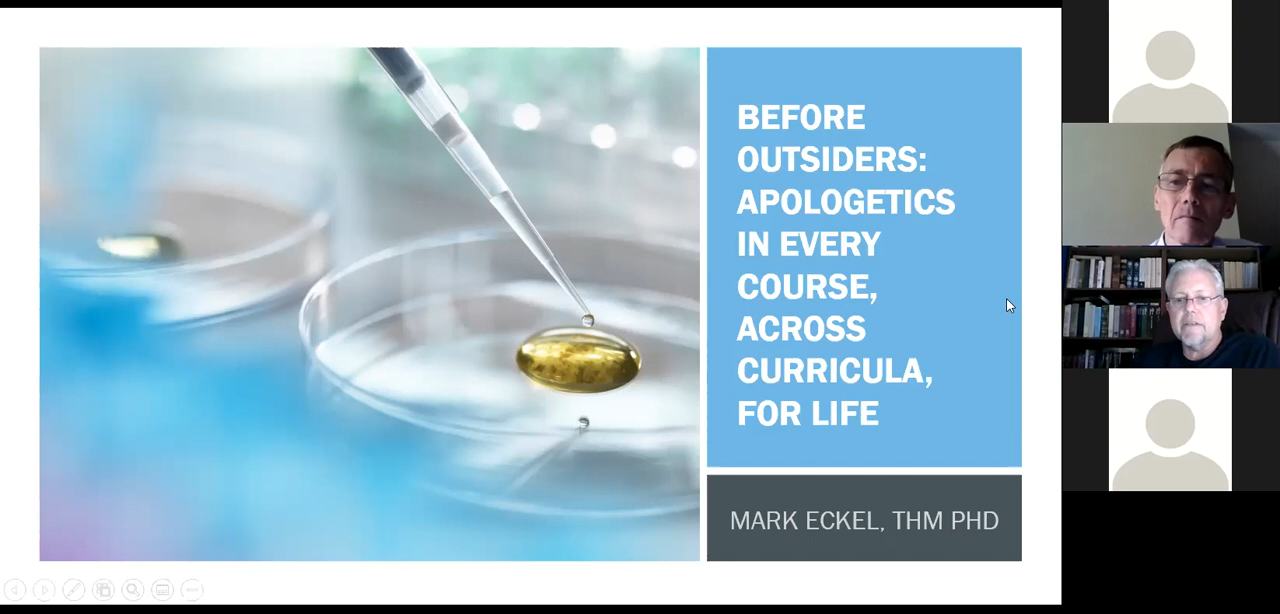 BEFORE
OUTSIDERS:
APOLOGETICS
IN EVERY
COURSE,
ACROSS
CURRICULA,
FOR LIFE
MARK ECKEL, THM PHD